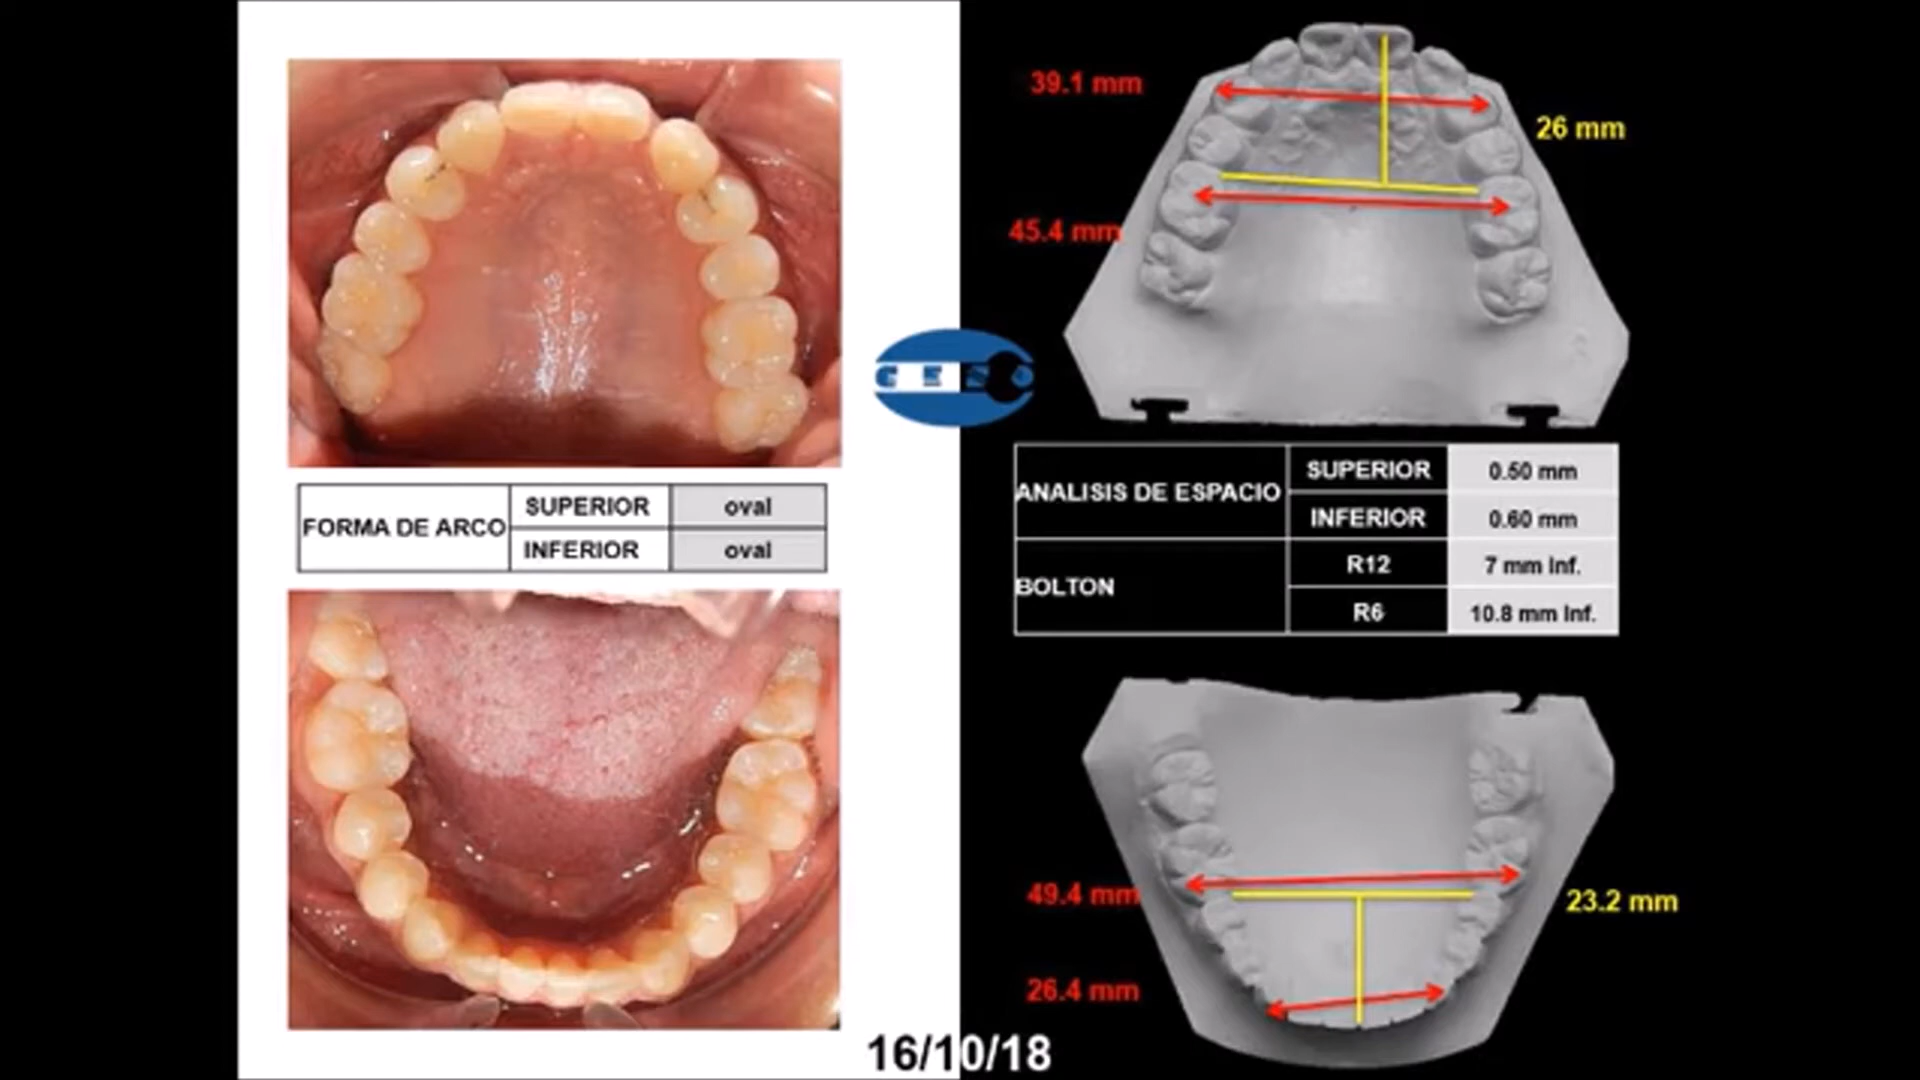 39.1 mm
26 mm
45.4 mm
CESO
FORMA DE ARCO
SUPERIOR
oval
INFERIOR
oval
ANALISIS DE ESPACIO
SUPERIOR
0.50 mm
INFERIOR
0.60 mm
BOLTON
R12
7 mm Inf.
R6
10.8 mm Inf.
49.4 mm
23.2 mm
26.4 mm
16/10/18